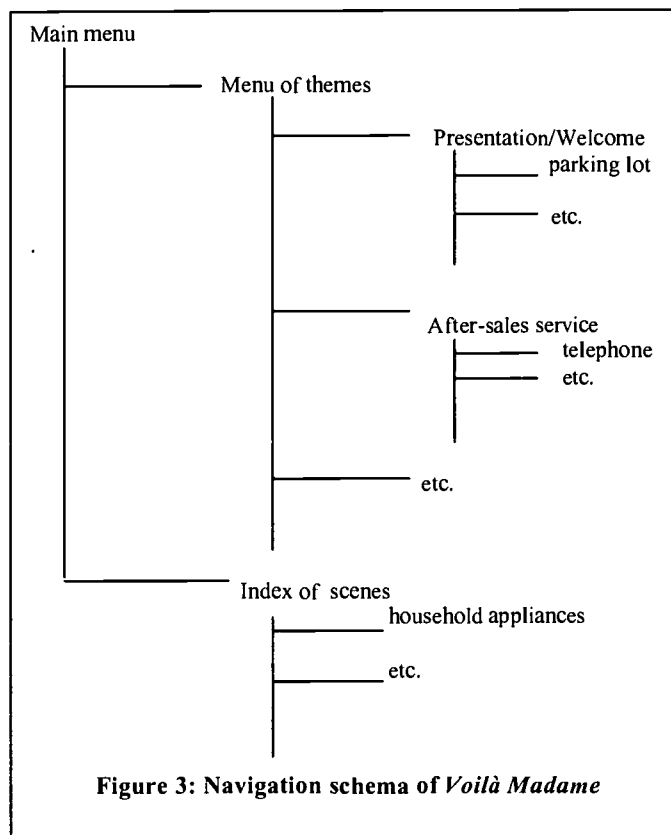 Main menu
Menu of themes
Presentation/Welcome
parking lot
etc.
After-sales service
telephone
etc.
etc.
Index of scenes
household appliances
etc.
Figure 3: Navigation schema of Voilà Madame